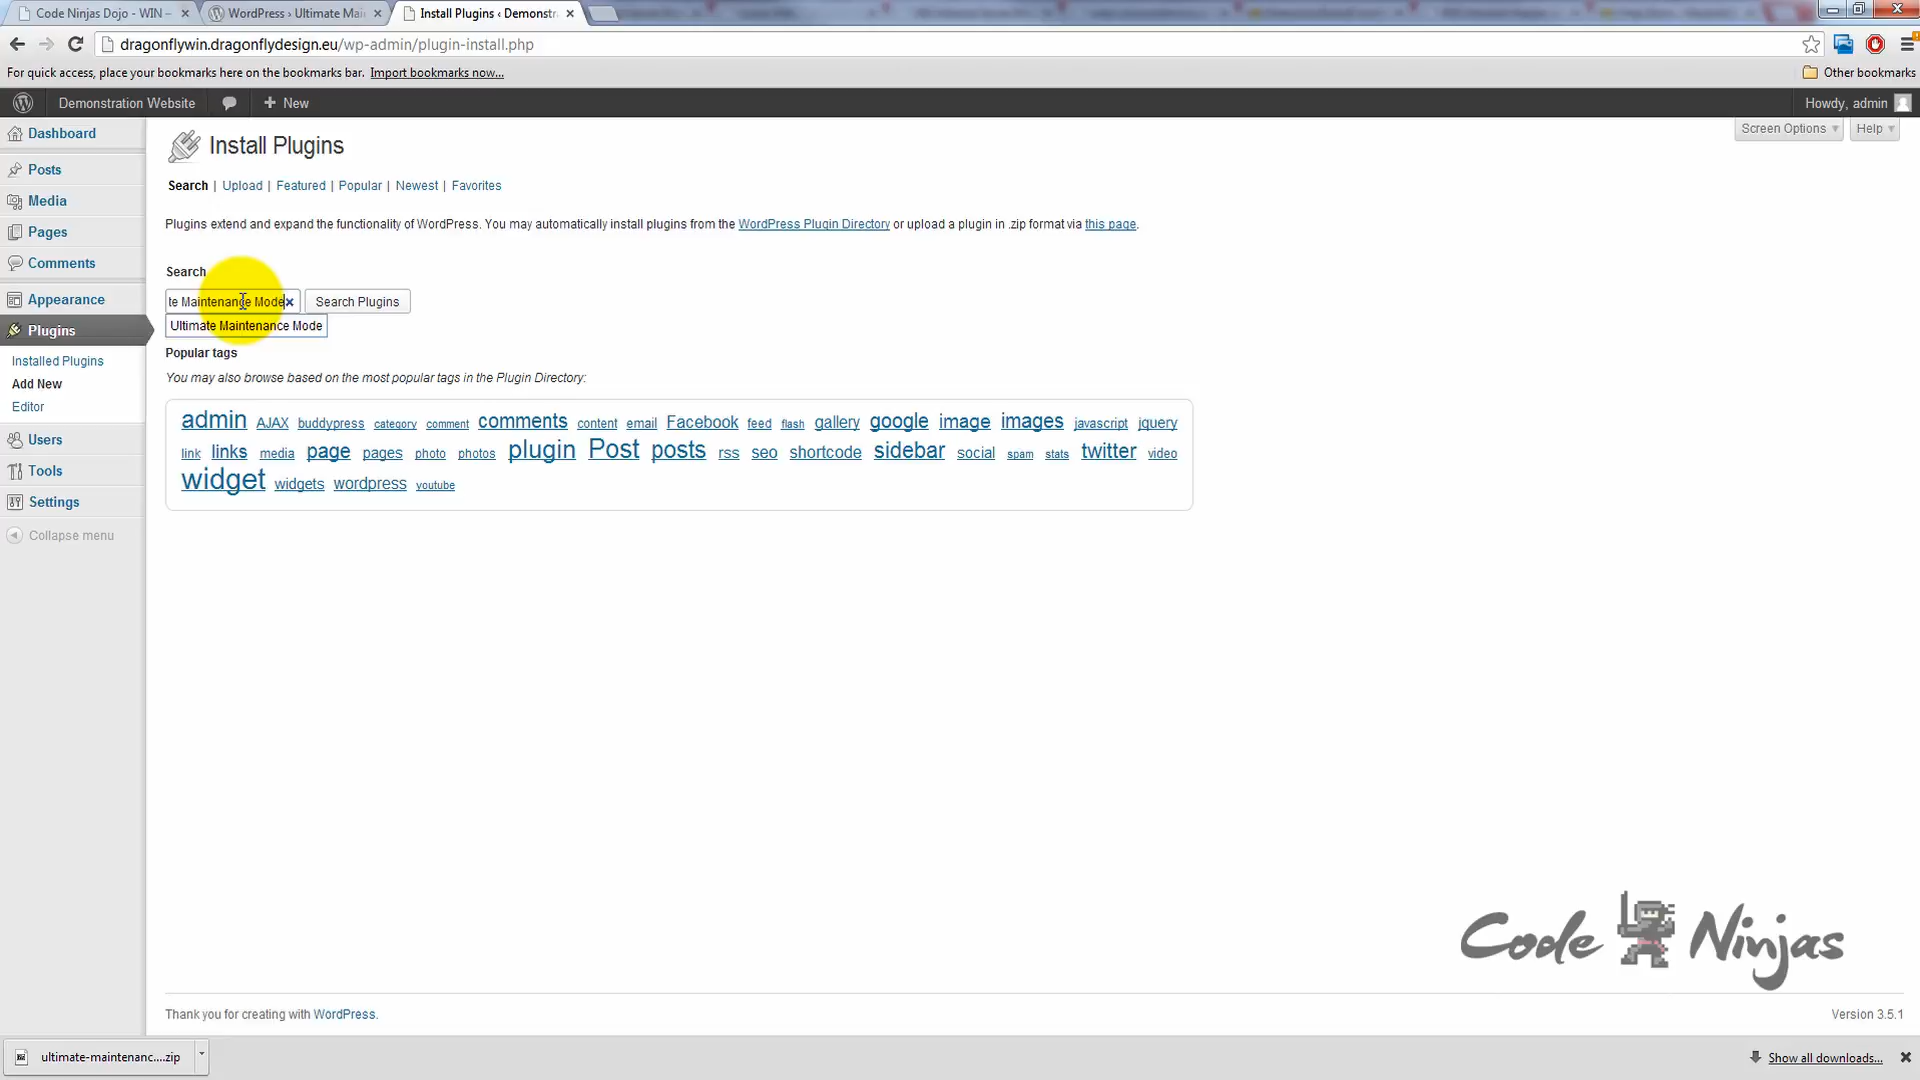 Code Ninjas Dojo - WIN -
WordPress › Ultimate Mai
Install Plugins ‹ Demonstr
dragonflywin.dragonflydesign.eu/wp-admin/plugin-install.php
For quick access, place your bookmarks here on the bookmarks bar. Import bookmarks now...
Other bookmarks
Demonstration Website
+ New
Howdy, admin
Dashboard
Posts
Media
Pages
Comments
Appearance
Plugins
Installed Plugins
Add New
Editor
Users
Tools
Settings
Collapse menu
Install Plugins
Screen Options
Help
Search | Upload | Featured | Popular | Newest | Favorites
Plugins extend and expand the functionality of WordPress. You may automatically install plugins from the WordPress Plugin Directory or upload a plugin in .zip format via this page.
Search
te Maintenance Mode
Search Plugins
Ultimate Maintenance Mode
Popular tags
You may also browse based on the most popular tags in the Plugin Directory:
admin AJAX buddypress category comment comments content email Facebook feed flash gallery google image images javascript jquery
link links media page pages photo photos plugin Post posts rss seo shortcode sidebar social spam stats twitter video
widget widgets wordpress youtube
Code Ninjas
Thank you for creating with WordPress.
Version 3.5.1
ultimate-maintenanc....zip
Show all downloads...